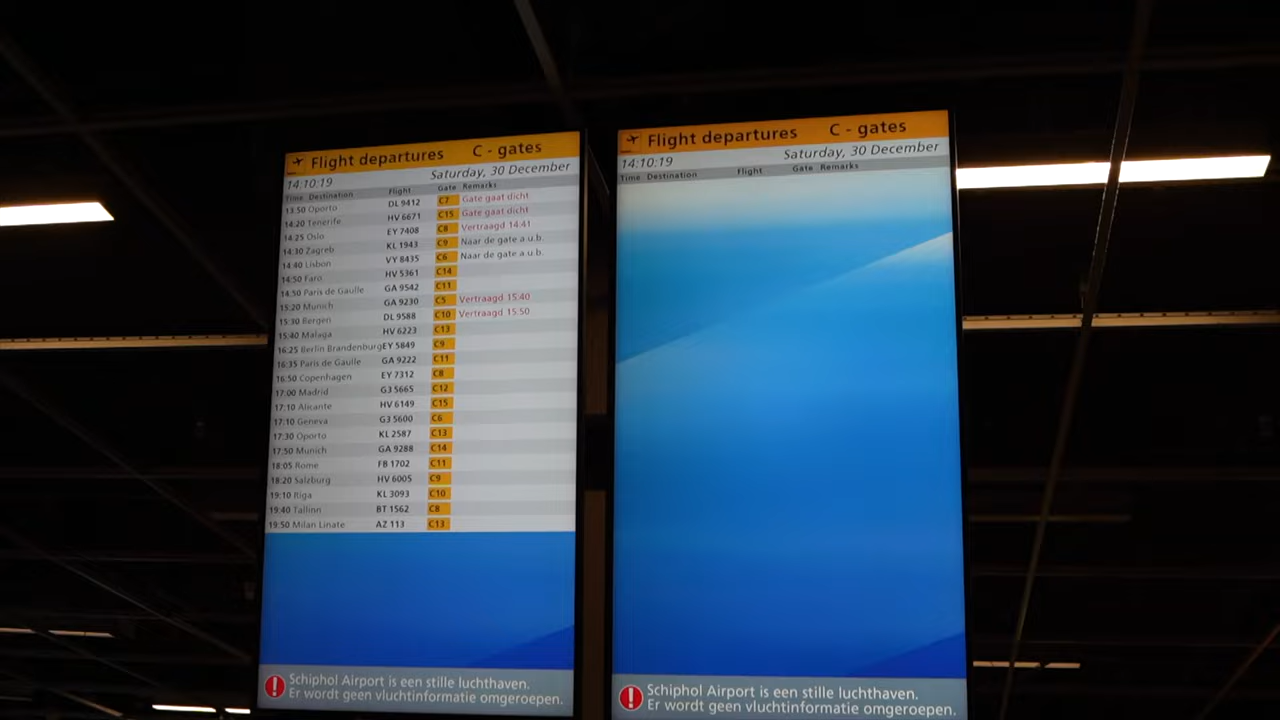 Flight departures C - gates
14:10:19 Saturday, 30 December
Time Destination Flight Gate Remarks
13:50 Oporto DL 9412 C7 Gate gaat dicht
14:20 Tenerife HV 6671 C15 Gate gaat dicht
14:25 Oslo EY 7408 C8 Vertraagd 14:41
14:30 Zagreb KL 1943 C9 Naar de gate a.u.b.
14:40 Lisbon VY 8435 C6 Naar de gate a.u.b.
14:50 Faro HV 5361 C14
14:50 Paris de Gaulle GA 9542 C11
15:20 Munich GA 9230 C5 Vertraagd 15:40
15:30 Bergen DL 9588 C10 Vertraagd 15:50
15:40 Malaga HV 6223 C13
16:25 Berlin Brandenburg EY 5849 C9
16:35 Paris de Gaulle GA 9222 C11
16:50 Copenhagen EY 7312 C8
17:00 Madrid G3 5665 C12
17:10 Alicante HV 6149 C15
17:10 Geneva G3 5600 C6
17:30 Oporto KL 2587 C13
17:50 Munich GA 9288 C14
18:05 Rome FB 1702 C11
18:20 Salzburg HV 6005 C9
19:10 Riga KL 3093 C10
19:40 Tallinn BT 1562 C8
19:50 Milan Linate AZ 113 C13
Schiphol Airport is een stille luchthaven.
Er wordt geen vluchtinformatie omgeroepen.
Flight departures C - gates
14:10:19 Saturday, 30 December
Time Destination Flight Gate Remarks
Schiphol Airport is een stille luchthaven.
Er wordt geen vluchtinformatie omgeroepen.